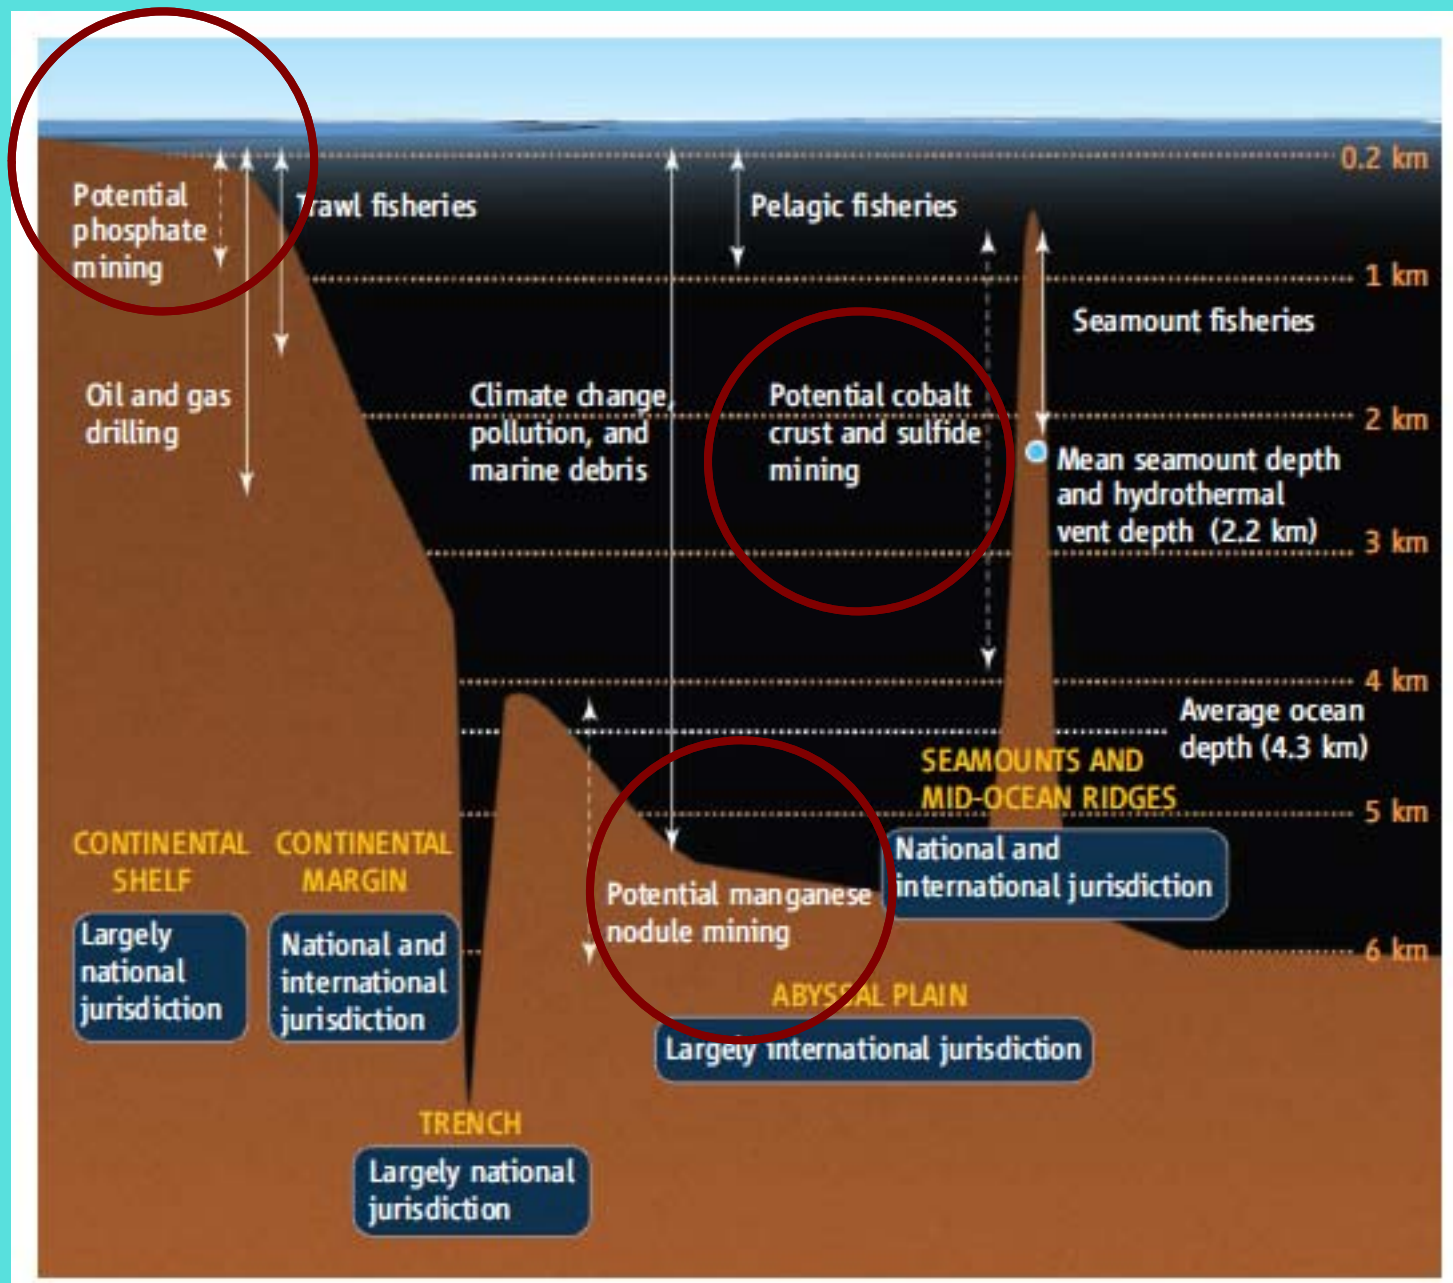 0.2 km
Potential
phosphate
mining
Trawl fisheries
Pelagic fisheries
1 km
Seamount fisheries
Oil and gas
drilling
Climate change,
pollution, and
marine debris
Potential cobalt
crust and sulfide
mining
2 km
Mean seamount depth
and hydrothermal
vent depth (2.2 km)
3 km
4 km
Average ocean
depth (4.3 km)
SEAMOUNTS AND
MID-OCEAN RIDGES
National and
international jurisdiction
5 km
CONTINENTAL
SHELF
Largely
national
jurisdiction
CONTINENTAL
MARGIN
National and
international
jurisdiction
Potential manganese
nodule mining
6 km
ABYSSAL PLAIN
Largely international jurisdiction
TRENCH
Largely national
jurisdiction